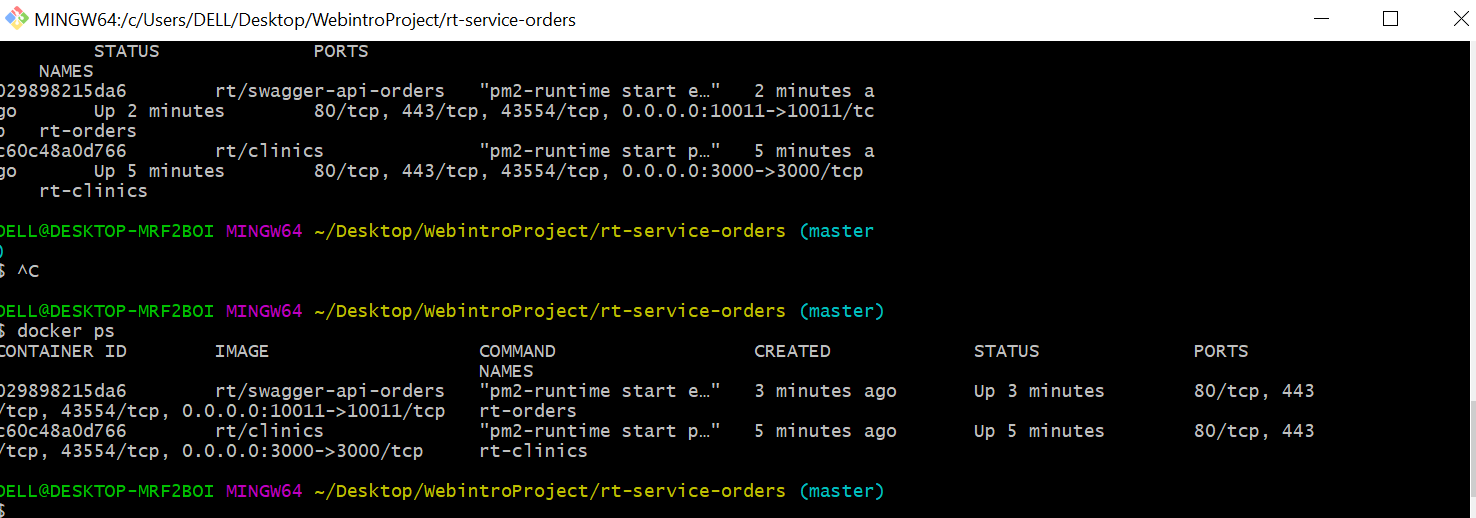 MINGW64:/c/Users/DELL/Desktop/WebintroProject/rt-service-orders
STATUS PORTS
NAMES
029898215da6 rt/swagger-api-orders "pm2-runtime start e…" 2 minutes a
go Up 2 minutes 80/tcp, 443/tcp, 43554/tcp, 0.0.0.0:10011->10011/tc
p rt-orders
c60c48a0d766 rt/clinics "pm2-runtime start p…" 5 minutes a
go Up 5 minutes 80/tcp, 443/tcp, 43554/tcp, 0.0.0.0:3000->3000/tcp
rt-clinics
DELL@DESKTOP-MRF2BOI MINGW64 ~/Desktop/WebintroProject/rt-service-orders (master
)
$ ^C
DELL@DESKTOP-MRF2BOI MINGW64 ~/Desktop/WebintroProject/rt-service-orders (master)
$ docker ps
CONTAINER ID IMAGE COMMAND CREATED STATUS PORTS
NAMES
029898215da6 rt/swagger-api-orders "pm2-runtime start e…" 3 minutes ago Up 3 minutes 80/tcp, 443
/tcp, 43554/tcp, 0.0.0.0:10011->10011/tcp rt-orders
c60c48a0d766 rt/clinics "pm2-runtime start p…" 5 minutes ago Up 5 minutes 80/tcp, 443
/tcp, 43554/tcp, 0.0.0.0:3000->3000/tcp rt-clinics
DELL@DESKTOP-MRF2BOI MINGW64 ~/Desktop/WebintroProject/rt-service-orders (master)
$